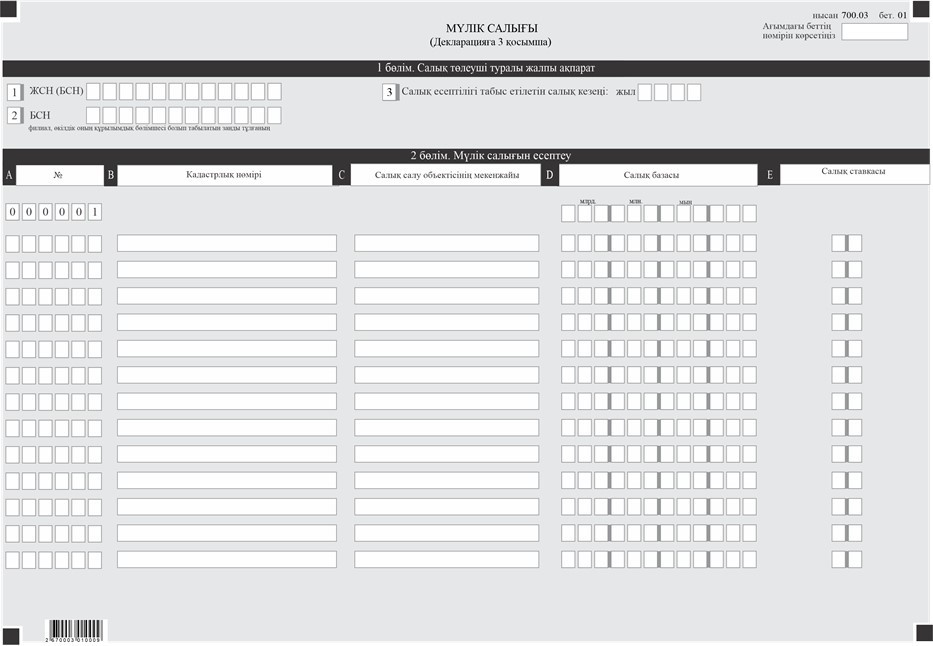 нысан 700.03 бет. 01
МҮЛІК САЛЫҒЫ
(Декларацияға 3 қосымша)
Ағымдағы беттің
нөмірін көрсетіңіз
1 бөлім. Салық төлеуші туралы жалпы ақпарат
1 ЖСН (БСН)
3 Салық есептілігі табыс етілетін салық кезеңі: жыл
2 БСН
филиал, өкілдік оның құрылымдық бөлімшесі болып табылатын заңды тұлғаның
2 бөлім. Мүлік салығын есептеу
A № B Кадастрлық нөмірі C Салық салу объектісінің мекенжайы D Салық базасы E Салық ставкасы
млрд. млн. мың
0 0 0 0 0 1
2 670003 010009